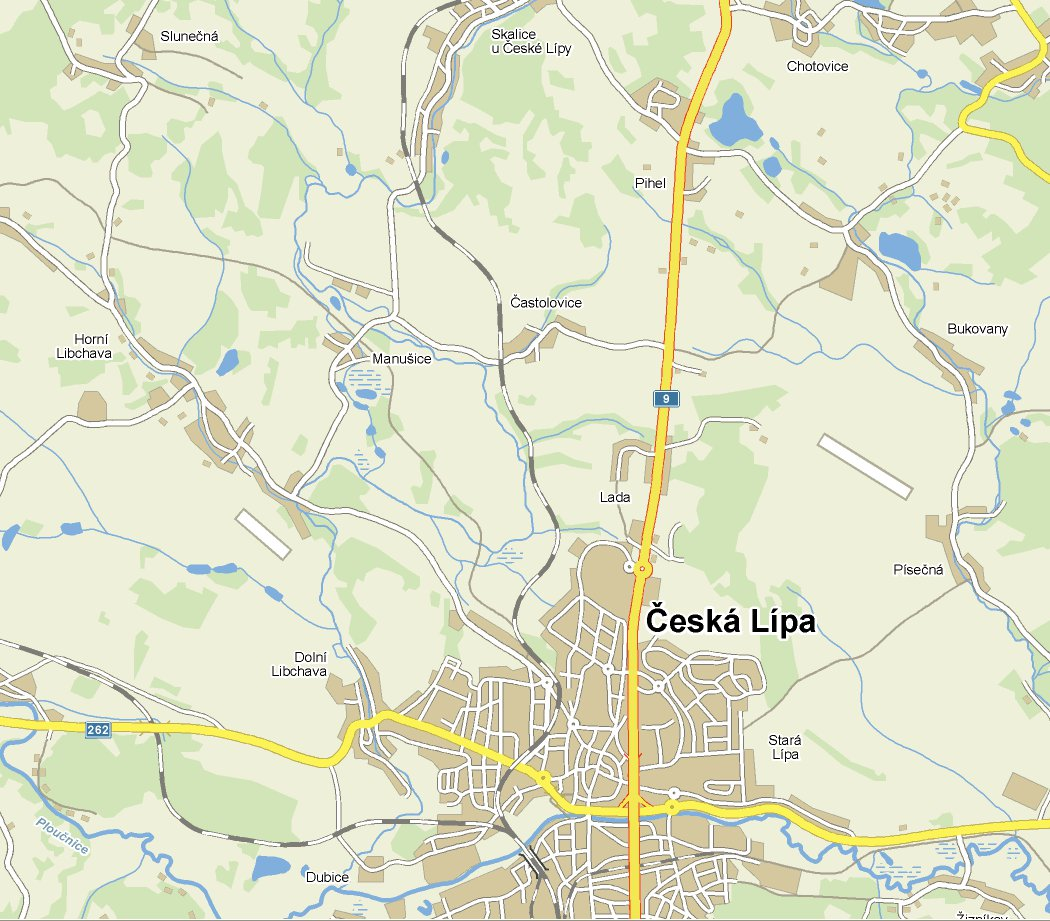 Slunečná
Skalice
u České Lípy
Chotovice
Pihel
Častolovice
Bukovany
Horní
Libchava
Manušice
9
Lada
Písečná
Česká Lípa
Dolní
Libchava
262
Stará
Lípa
Ploučnice
Dubice
Žizníkov